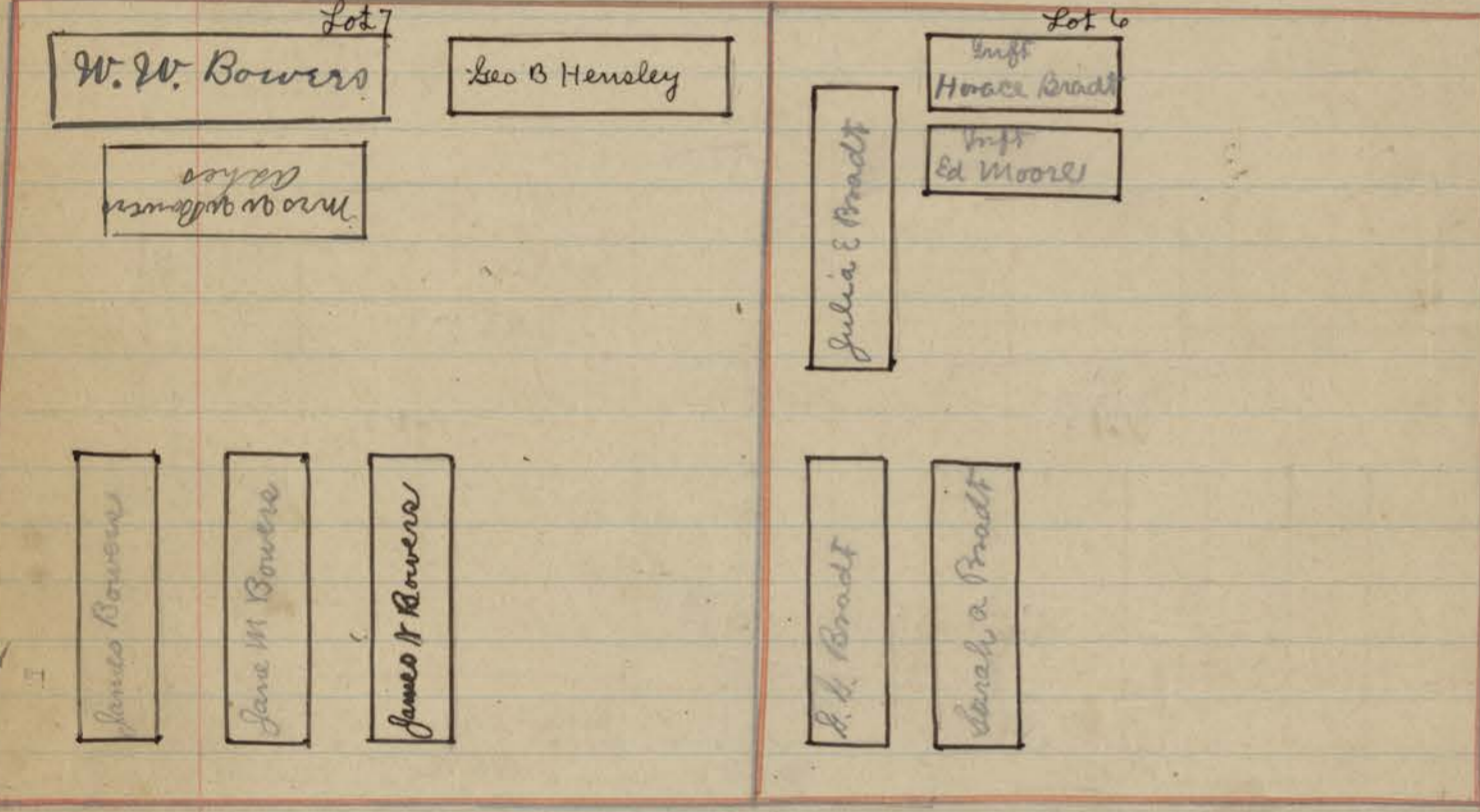 Lot 7
W. W. Bowers
Geo B Hensley
Mrs W W Bowers
ashes
James Bowers
Jane M Bowers
James H Bowers
Lot 6
Inft
Horace Bradt
Inft
Ed Moore
Julia E Bradt
Bradt
Sarah A Bradt